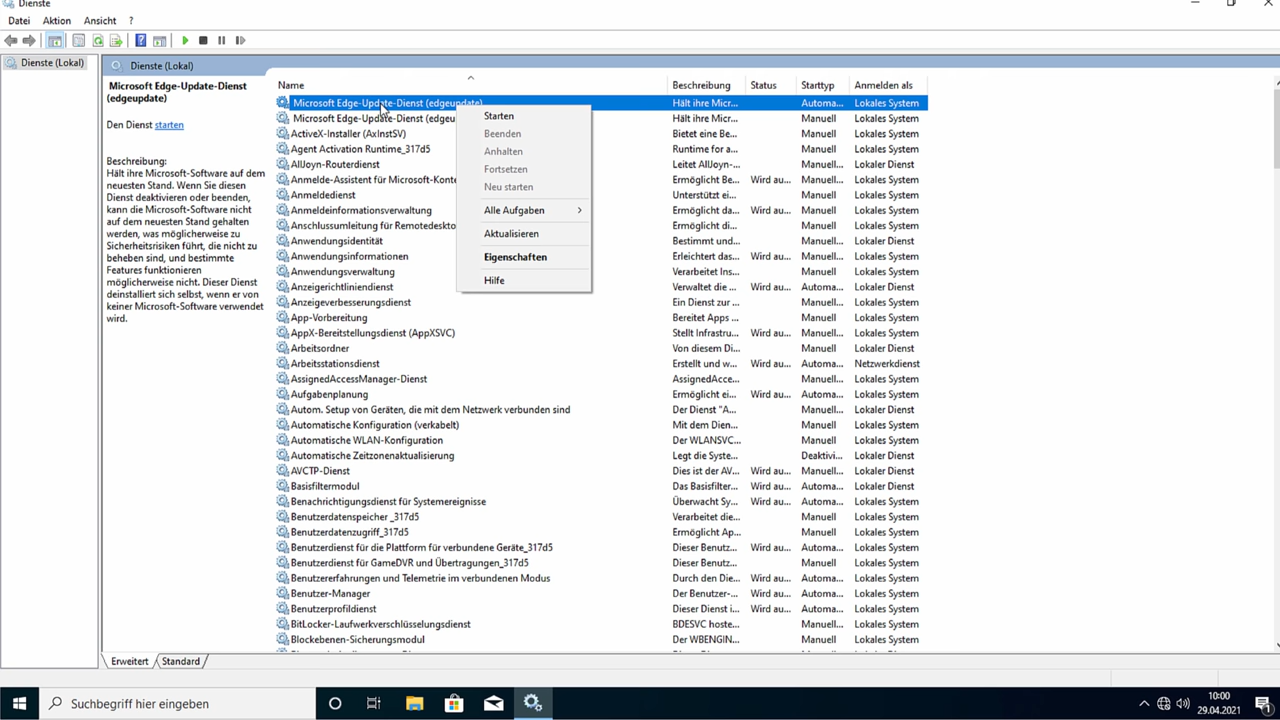 Dienste
Datei Aktion Ansicht ?
Dienste (Lokal)
Dienste (Lokal)
Microsoft Edge-Update-Dienst
(edgeupdate)
Den Dienst starten
Beschreibung:
Hält ihre Microsoft-Software auf dem
neuesten Stand. Wenn Sie diesen
Dienst deaktivieren oder beenden,
kann die Microsoft-Software nicht
auf dem neuesten Stand gehalten
werden, was möglicherweise zu
Sicherheitsrisiken führt, die nicht zu
beheben sind, und bestimmte
Features funktionieren
möglicherweise nicht. Dieser Dienst
deinstalliert sich selbst, wenn er von
keiner Microsoft-Software verwendet
wird.
Name Beschreibung Status Starttyp Anmelden als
Microsoft Edge-Update-Dienst (edgeupdate) Hält ihre Micr... Automa... Lokales System
Microsoft Edge-Update-Dienst (edgeu Hält ihre Micr... Manuell Lokales System
ActiveX-Installer (AxInstSV) Bietet eine Be... Manuell Lokales System
Agent Activation Runtime_317d5 Runtime for a... Manuell Lokales System
AllJoyn-Routerdienst Leitet AllJoyn-... Manuell... Lokaler Dienst
Anmelde-Assistent für Microsoft-Konte Ermöglicht Be... Wird au... Manuell... Lokales System
Anmeldedienst Unterstützt ei... Manuell Lokales System
Anmeldeinformationsverwaltung Ermöglicht da... Wird au... Manuell Lokales System
Anschlussumleitung für Remotedeskto Ermöglicht di... Manuell Lokales System
Anwendungsidentität Bestimmt und... Manuell... Lokaler Dienst
Anwendungsinformationen Erleichtert das... Wird au... Manuell... Lokales System
Anwendungsverwaltung Verarbeitet Ins... Manuell Lokales System
Anzeigerichtliniendienst Verwaltet die ... Wird au... Automa... Lokaler Dienst
Anzeigeverbesserungsdienst Ein Dienst zur ... Manuell... Lokales System
App-Vorbereitung Bereitet Apps ... Manuell Lokales System
AppX-Bereitstellungsdienst (AppXSVC) Stellt Infrastru... Wird au... Manuell... Lokales System
Arbeitsordner Von diesem Di... Manuell Lokaler Dienst
Arbeitsstationsdienst Erstellt und w... Wird au... Automa... Netzwerkdienst
AssignedAccessManager-Dienst AssignedAcce... Manuell... Lokales System
Aufgabenplanung Ermöglicht ei... Wird au... Automa... Lokales System
Autom. Setup von Geräten, die mit dem Netzwerk verbunden sind Der Dienst "A... Manuell... Lokaler Dienst
Automatische Konfiguration (verkabelt) Mit dem Dien... Manuell Lokales System
Automatische WLAN-Konfiguration Der WLANSVC... Manuell Lokales System
Automatische Zeitzonenaktualisierung Legt die Syste... Deaktivi... Lokaler Dienst
AVCTP-Dienst Dies ist der AV... Wird au... Manuell... Lokaler Dienst
Basisfiltermodul Das Basisfilter... Wird au... Automa... Lokaler Dienst
Benachrichtigungsdienst für Systemereignisse Überwacht Sy... Wird au... Automa... Lokales System
Benutzerdatenspeicher _317d5 Verarbeitet die... Manuell Lokales System
Benutzerdatenzugriff_317d5 Ermöglicht Ap... Manuell Lokales System
Benutzerdienst für die Plattform für verbundene Geräte_317d5 Dieser Benutz... Wird au... Automa... Lokales System
Benutzerdienst für GameDVR und Übertragungen_317d5 Dieser Benutz... Manuell Lokales System
Benutzererfahrungen und Telemetrie im verbundenen Modus Durch den Die... Wird au... Automa... Lokales System
Benutzer-Manager Der Benutzer-... Wird au... Automa... Lokales System
Benutzerprofildienst Dieser Dienst i... Wird au... Automa... Lokales System
BitLocker-Laufwerkverschlüsselungsdienst BDESVC hoste... Manuell... Lokales System
Blockebenen-Sicherungsmodul Der WBENGIN... Manuell Lokales System
Starten
Beenden
Anhalten
Fortsetzen
Neu starten
Alle Aufgaben
Aktualisieren
Eigenschaften
Hilfe
Erweitert Standard
Suchbegriff hier eingeben
10:00
29.04.2021
1